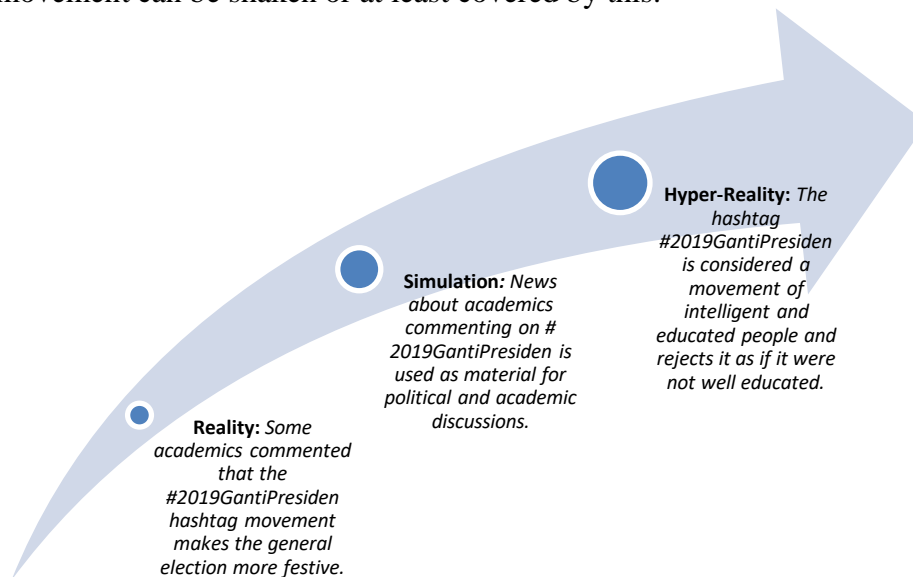 movement can be shaken or at least covered by this.
Reality: Some
academics commented
that the
#2019GantiPresiden
hashtag movement
makes the general
election more festive.
Simulation: News
about academics
commenting on #
2019GantiPresiden is
used as material for
political and academic
discussions.
Hyper-Reality: The
hashtag
#2019GantiPresiden
is considered a
movement of
intelligent and
educated people and
rejects it as if it were
not well educated.